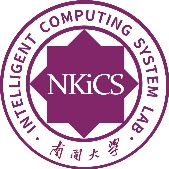 · INTELLIGENT COMPUTING SYSTEM LAB ·
NKiCS
南開大學